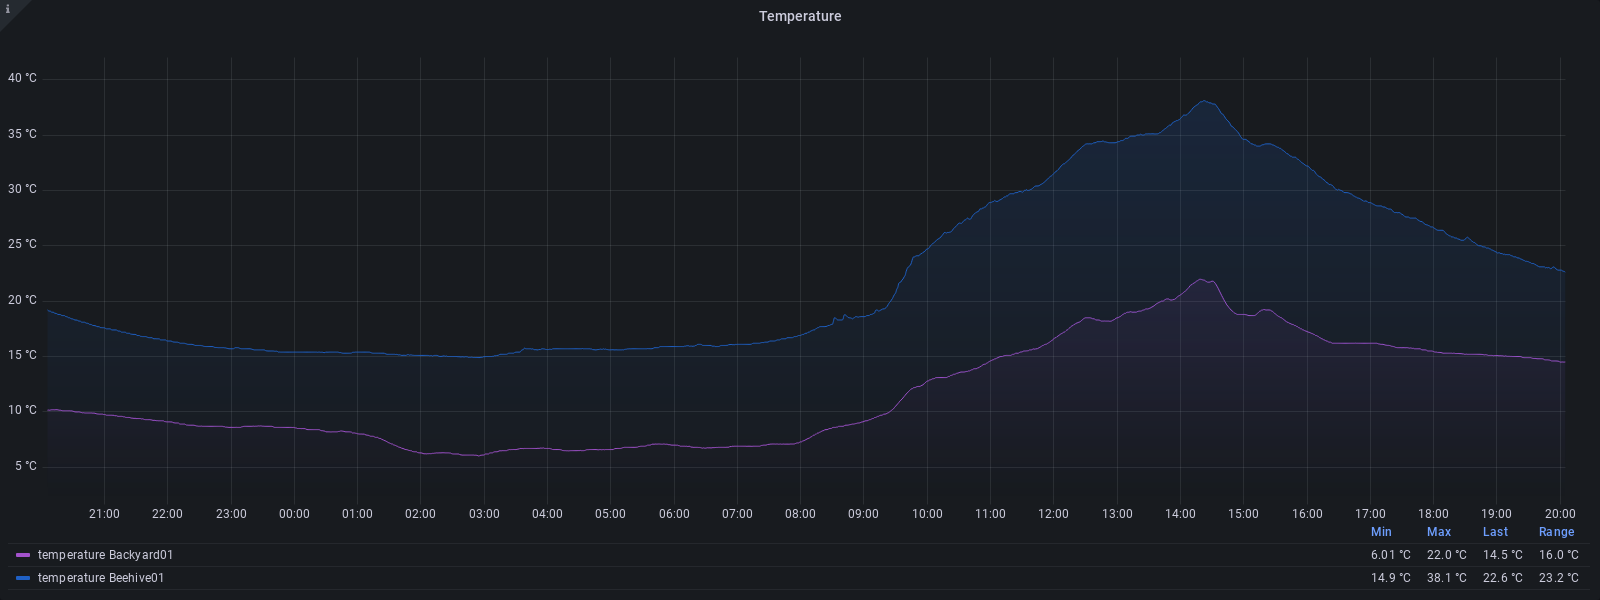 i
Temperature
40 °C
35 °C
30 °C
25 °C
20 °C
15 °C
10 °C
5 °C
21:00 22:00 23:00 00:00 01:00 02:00 03:00 04:00 05:00 06:00 07:00 08:00 09:00 10:00 11:00 12:00 13:00 14:00 15:00 16:00 17:00 18:00 19:00 20:00
Min Max Last Range
temperature Backyard01 6.01 °C 22.0 °C 14.5 °C 16.0 °C
temperature Beehive01 14.9 °C 38.1 °C 22.6 °C 23.2 °C